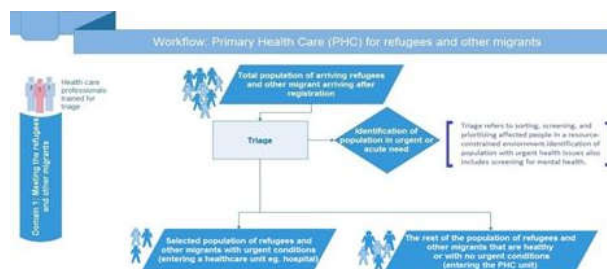 Workflow: Primary Health Care (PHC) for refugees and other migrants
Health care
professionals
trained for
triage
Total population of arriving refugees
and other migrant arriving after
registration
Triage
Identification of
population in urgent or
acute need
Triage refers to sorting, screening, and
prioritising affected people in a resource-
constrained environment.Identification of
population with urgent health issues also
includes screening for mental health.
Domain 1: Meeting the refugees
and other migrants
Selected population of refugees and
other migrants with urgent conditions
(entering a healthcare unit eg. hospital)
The rest of the population of refugees and
other migrants that are healthy
or with no urgent conditions
(entering the PHC unit)